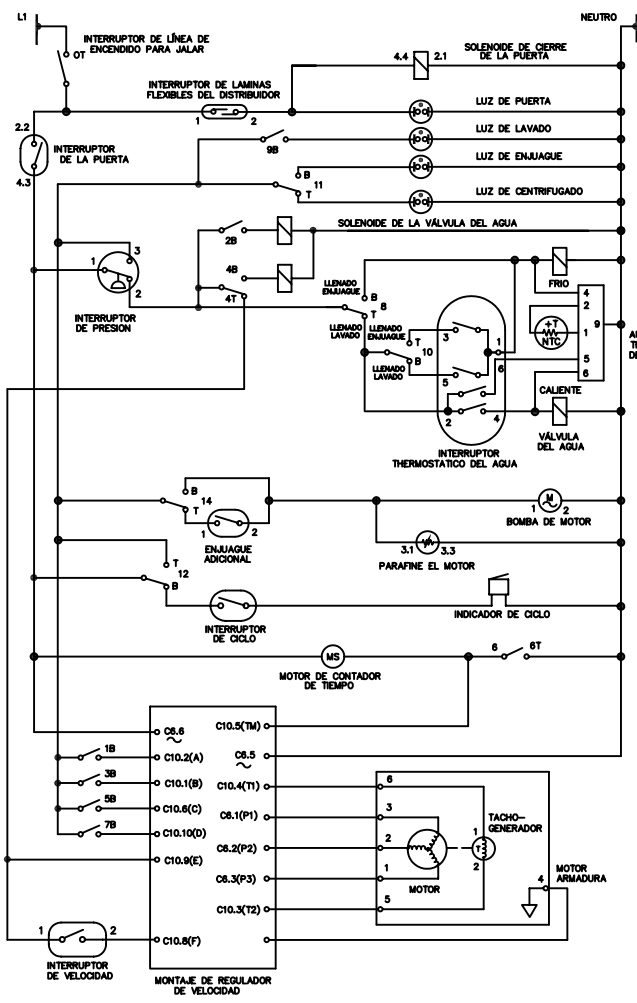 L1
NEUTRO
INTERRUPTOR DE LÍNEA DE
ENCENDIDO PARA JALAR
OT
SOLENOIDE DE CIERRE
DE LA PUERTA
4.4
2.1
INTERRUPTOR DE LAMINAS
FLEXIBLES DEL DISTRIBUIDOR
1
2
LUZ DE PUERTA
2.2
INTERRUPTOR
DE LA PUERTA
4.3
9B
LUZ DE LAVADO
B
11
T
LUZ DE ENJUAGUE
LUZ DE CENTRIFUGADO
2B
SOLENOIDE DE LA VÁLVULA DEL AGUA
4B
4T
1
3
2
INTERRUPTOR
DE PRESION
LLENADO
ENJUAGUE
B
8
T
LLENADO
LAVADO
LLENADO
ENJUAGUE
T
10
B
LLENADO
LAVADO
3
1
5
6
2
4
INTERRUPTOR
THERMOSTATICO DEL AGUA
FRIO
4
2
+T
NTC
1
9
5
6
CALIENTE
VÁLVULA
DEL AGUA
B
14
T
1
2
ENJUAGUE
ADICIONAL
M
1
2
BOMBA DE MOTOR
3.1
3.3
PARAFINE EL MOTOR
T
12
B
INTERRUPTOR
DE CICLO
INDICADOR DE CICLO
MS
MOTOR DE CONTADOR
DE TIEMPO
6
6T
C6.6
C10.5(TM)
C6.5
1B
C10.2(A)
3B
C10.1(B)
5B
C10.6(C)
7B
C10.10(D)
C10.9(E)
C10.8(F)
C10.4(T1)
C6.1(P1)
C6.2(P2)
C6.3(P3)
C10.3(T2)
6
3
2
1
5
MOTOR
TACHO-
GENERADOR
1
T
2
4
MOTOR
ARMADURA
1
2
INTERRUPTOR
DE VELOCIDAD
MONTAJE DE REGULADOR
DE VELOCIDAD